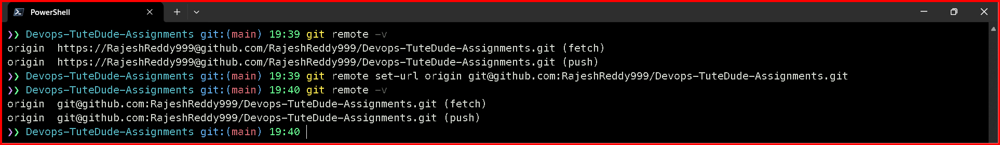 PowerShell
❯❯ Devops-TuteDude-Assignments git:(main) 19:39 git remote -v
origin  https://RajeshReddy999@github.com/RajeshReddy999/Devops-TuteDude-Assignments.git (fetch)
origin  https://RajeshReddy999@github.com/RajeshReddy999/Devops-TuteDude-Assignments.git (push)
❯❯ Devops-TuteDude-Assignments git:(main) 19:39 git remote set-url origin git@github.com:RajeshReddy999/Devops-TuteDude-Assignments.git
❯❯ Devops-TuteDude-Assignments git:(main) 19:40 git remote -v
origin  git@github.com:RajeshReddy999/Devops-TuteDude-Assignments.git (fetch)
origin  git@github.com:RajeshReddy999/Devops-TuteDude-Assignments.git (push)
❯❯ Devops-TuteDude-Assignments git:(main) 19:40